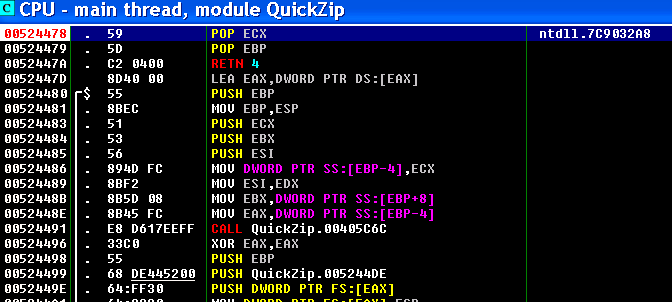 C CPU - main thread, module QuickZip
00524478 . 59 POP ECX ntdll.7C9032A8
00524479 . 5D POP EBP
0052447A . C2 0400 RETN 4
0052447D 8D40 00 LEA EAX,DWORD PTR DS:[EAX]
00524480 $ 55 PUSH EBP
00524481 . 8BEC MOV EBP,ESP
00524483 . 51 PUSH ECX
00524484 . 53 PUSH EBX
00524485 . 56 PUSH ESI
00524486 . 894D FC MOV DWORD PTR SS:[EBP-4],ECX
00524489 . 8BF2 MOV ESI,EDX
0052448B . 8B5D 08 MOV EBX,DWORD PTR SS:[EBP+8]
0052448E . 8B45 FC MOV EAX,DWORD PTR SS:[EBP-4]
00524491 . E8 D617EEFF CALL QuickZip.00405C6C
00524496 . 33C0 XOR EAX,EAX
00524498 . 55 PUSH EBP
00524499 . 68 DE445200 PUSH QuickZip.005244DE
0052449E . 64:FF30 PUSH DWORD PTR FS:[EAX]